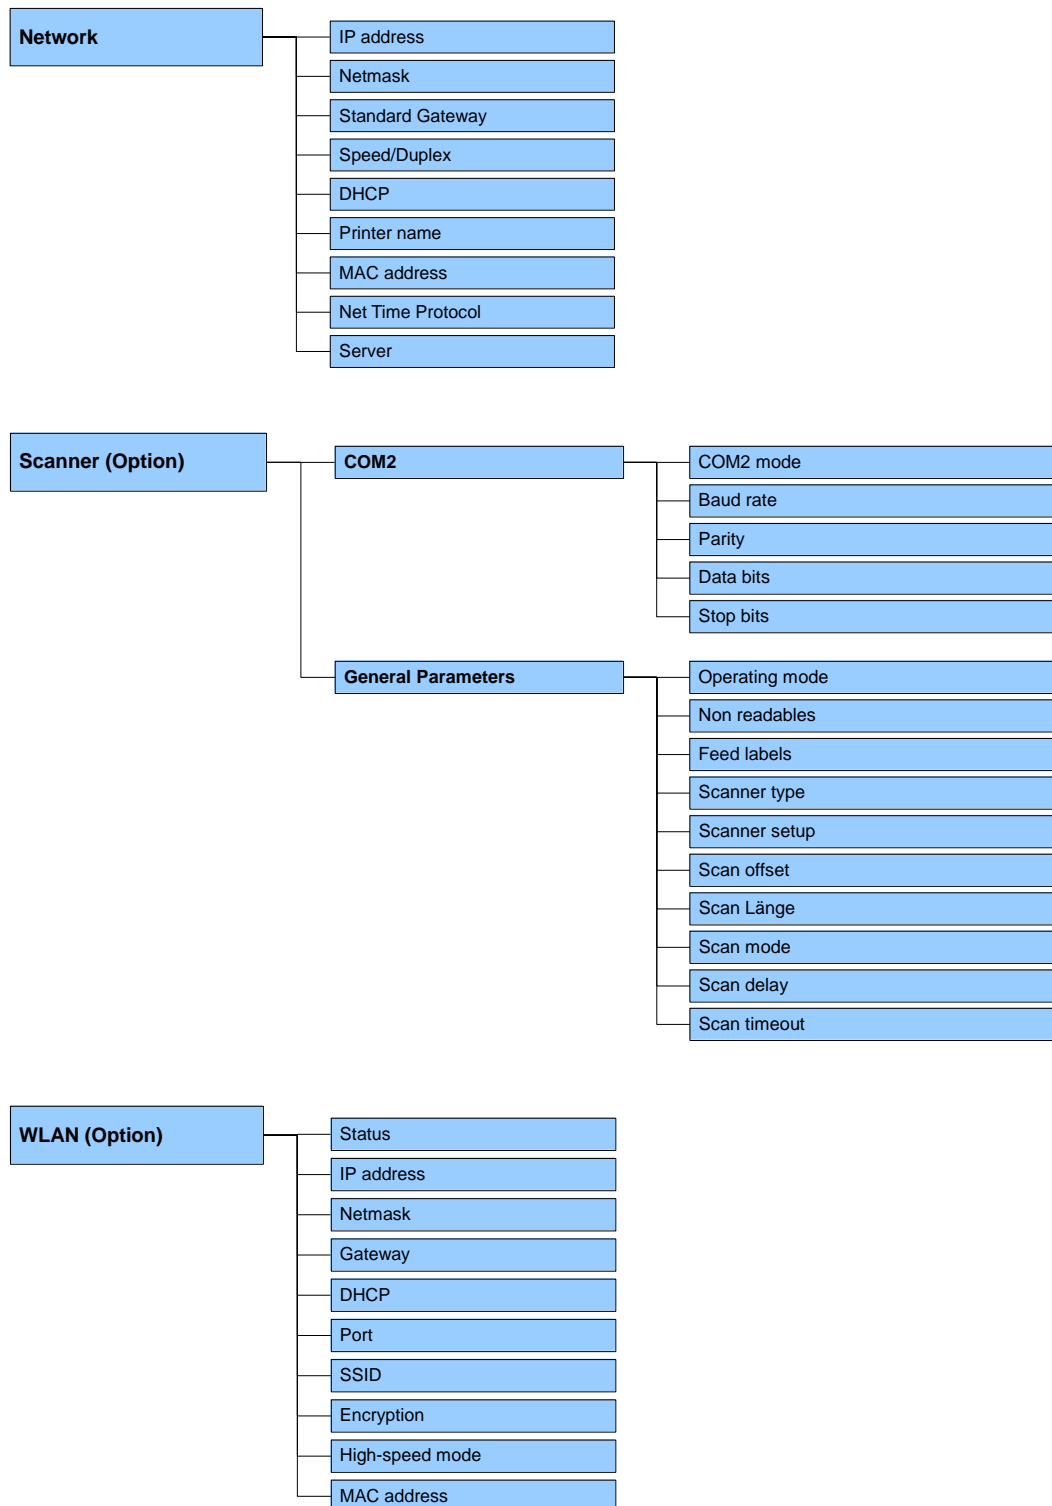 Network
IP address
Netmask
Standard Gateway
Speed/Duplex
DHCP
Printer name
MAC address
Net Time Protocol
Server
Scanner (Option)
COM2
COM2 mode
Baud rate
Parity
Data bits
Stop bits
General Parameters
Operating mode
Non readables
Feed labels
Scanner type
Scanner setup
Scan offset
Scan Länge
Scan mode
Scan delay
Scan timeout
WLAN (Option)
Status
IP address
Netmask
Gateway
DHCP
Port
SSID
Encryption
High-speed mode
MAC address